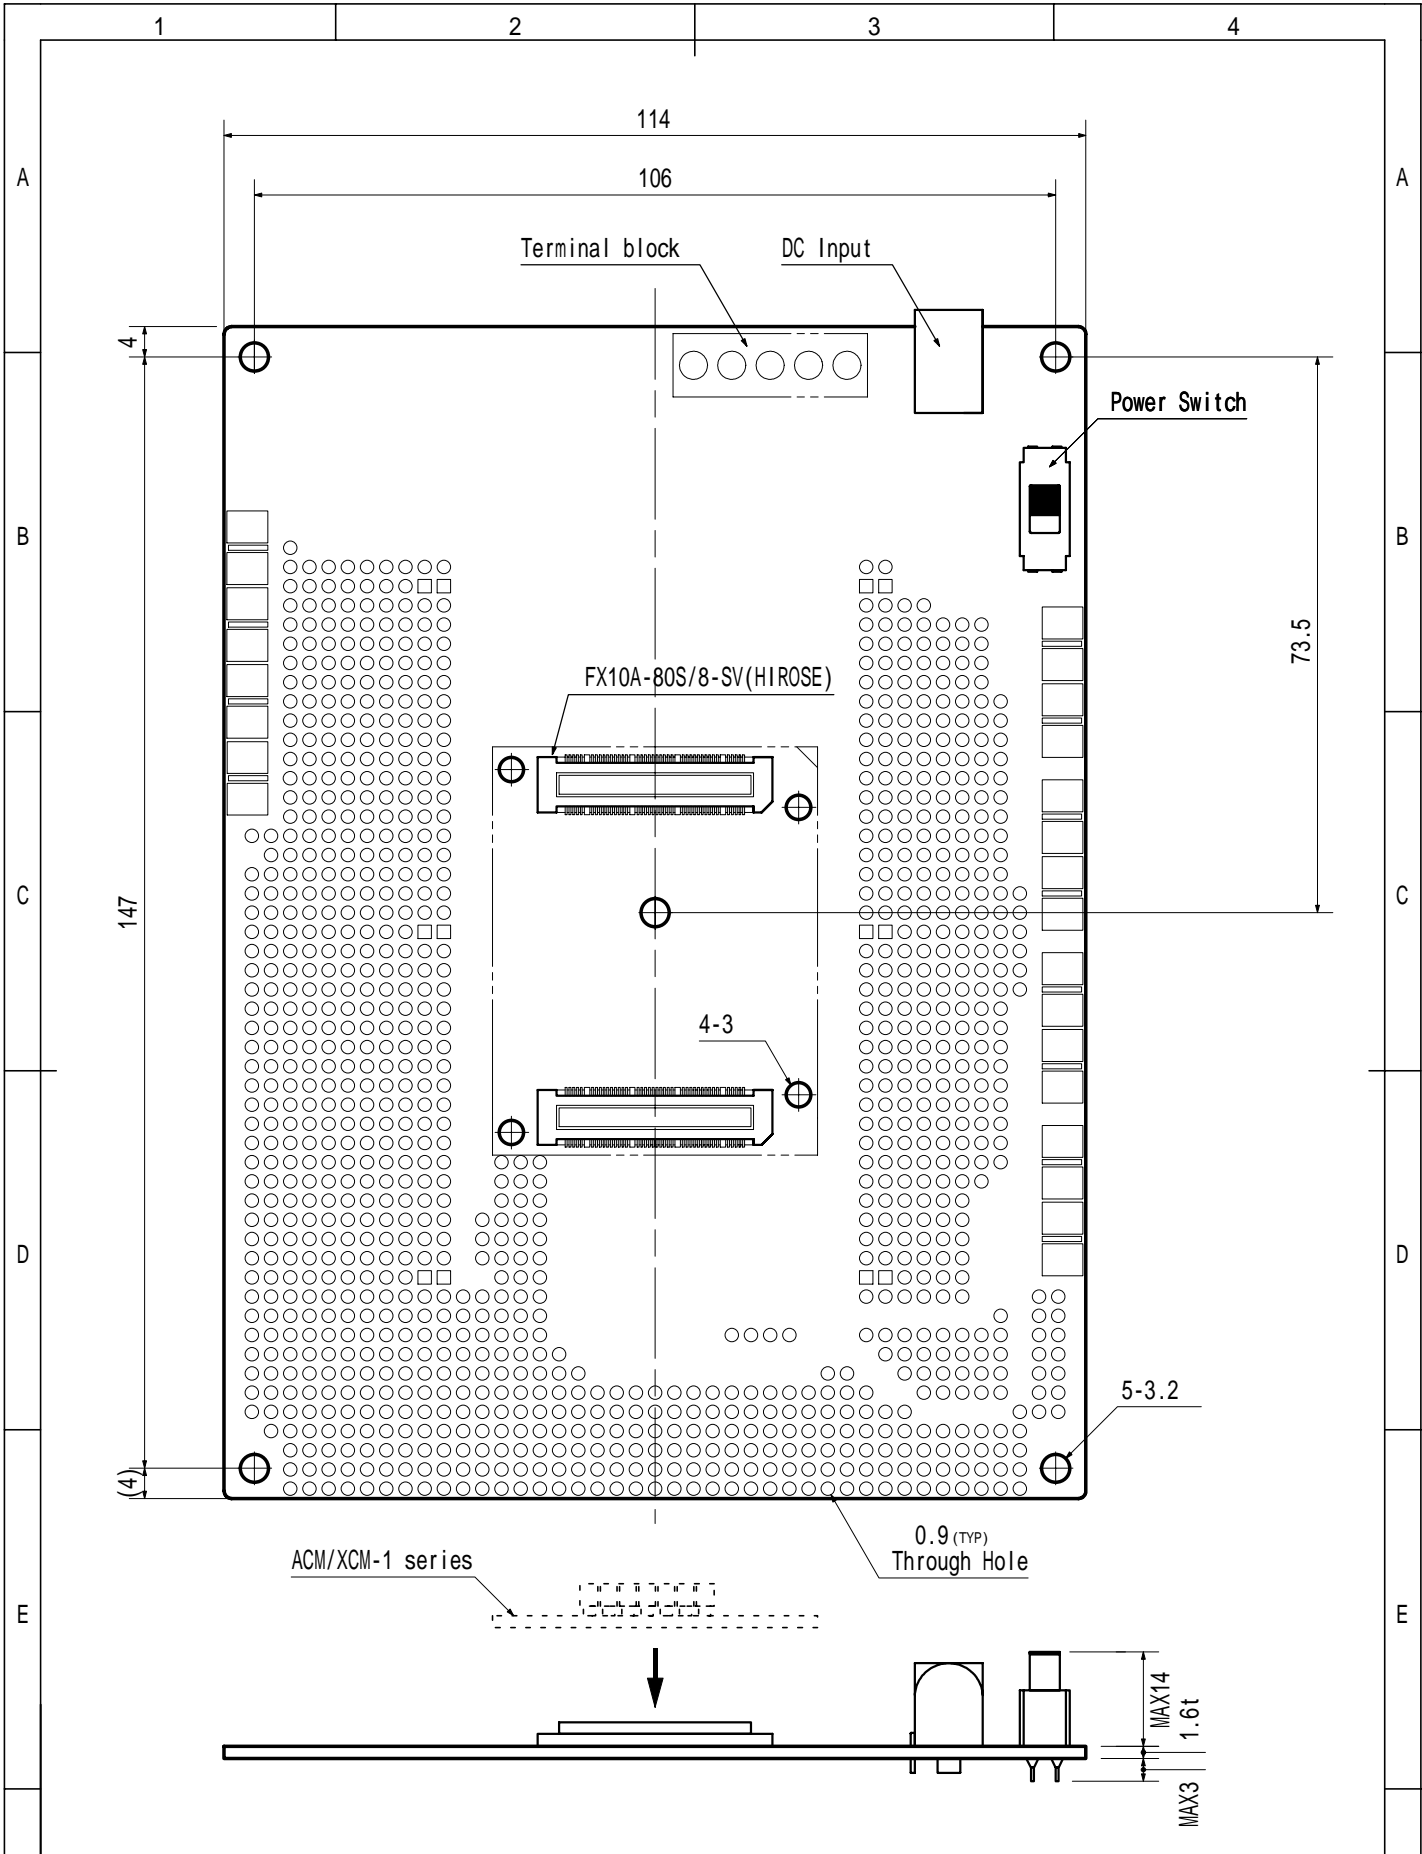 1 2 3 4
114
A 106 A
Terminal block DC Input
4
Power Switch
B B
73.5
FX10A-80S/8-SV(HIROSE)
C 147 C
4-3
D D
5-3.2
(4)
0.9(TYP)
Through Hole
ACM/XCM-1 series
E E
MAX14
1.6t
MAX3